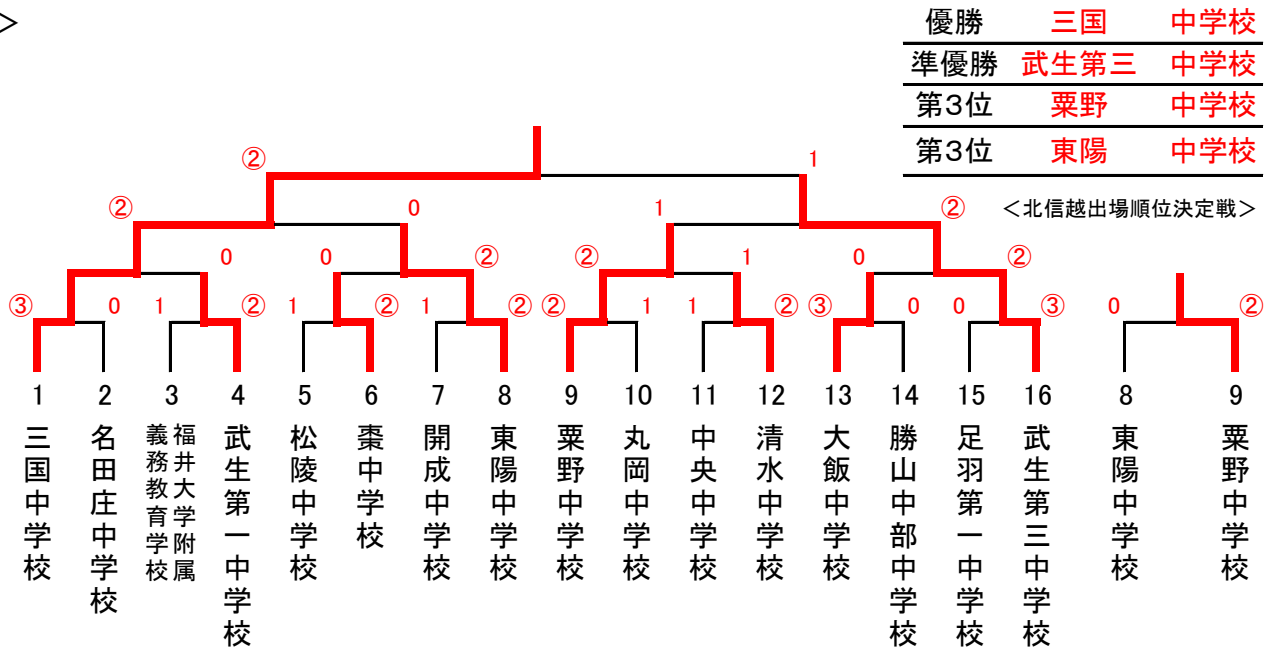 >
優勝 三国 中学校
準優勝 武生第三 中学校
第3位 粟野 中学校
第3位 東陽 中学校
② 1
② 0 1 ② <北信越出場順位決定戦>
0 0 ② ② 1 0 ②
③ 0 1 ② 1 ② 1 ② ② 1 1 ② ③ 0 0 ③ 0 ②
1 2 3 4 5 6 7 8 9 10 11 12 13 14 15 16 8 9
三国中学校
名田庄中学校
福井大学附属
義務教育学校
武生第一中学校
松陵中学校
棗中学校
開成中学校
東陽中学校
粟野中学校
丸岡中学校
中央中学校
清水中学校
大飯中学校
勝山中部中学校
足羽第一中学校
武生第三中学校
東陽中学校
粟野中学校